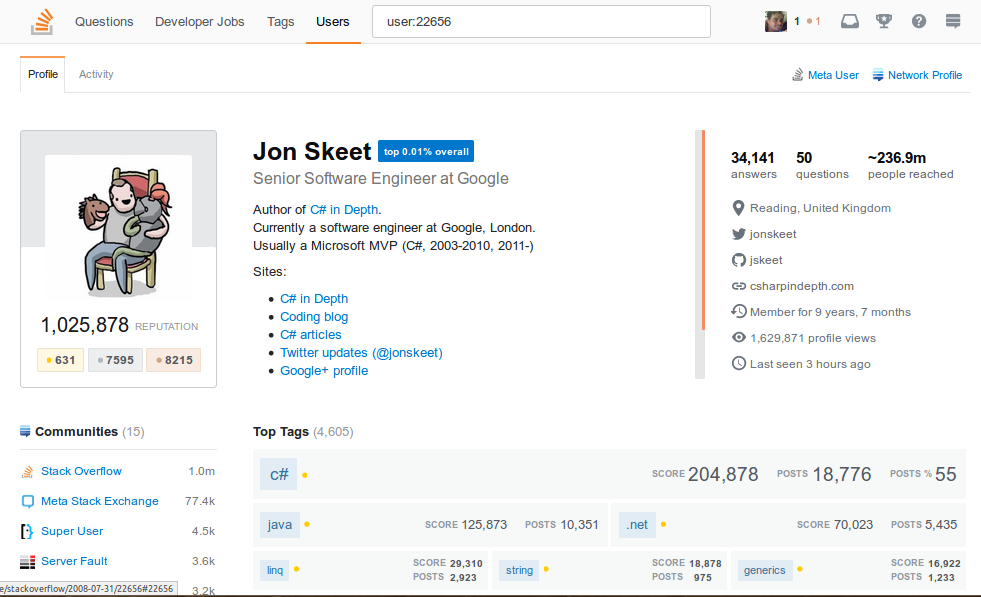 Questions Developer Jobs Tags Users user:22656 1 1
Profile Activity Meta User Network Profile
Jon Skeet top 0.01% overall
Senior Software Engineer at Google
Author of C# in Depth.
Currently a software engineer at Google, London.
Usually a Microsoft MVP (C#, 2003-2010, 2011-)
Sites:
C# in Depth
Coding blog
C# articles
Twitter updates (@jonskeet)
Google+ profile
1,025,878 REPUTATION
631 7595 8215
34,141 50 ~236.9m
answers questions people reached
Reading, United Kingdom
jonskeet
jskeet
csharpindepth.com
Member for 9 years, 7 months
1,629,871 profile views
Last seen 3 hours ago
Communities (15)
Stack Overflow 1.0m
Meta Stack Exchange 77.4k
Super User 4.5k
Server Fault 3.6k
3.2k
e/stackoverflow/2008-07-31/22656#22656
Top Tags (4,605)
c# SCORE 204,878 POSTS 18,776 POSTS % 55
java SCORE 125,873 POSTS 10,351 .net SCORE 70,023 POSTS 5,435
linq SCORE 29,310 string SCORE 18,878 generics SCORE 16,922
POSTS 2,923 POSTS 975 POSTS 1,233